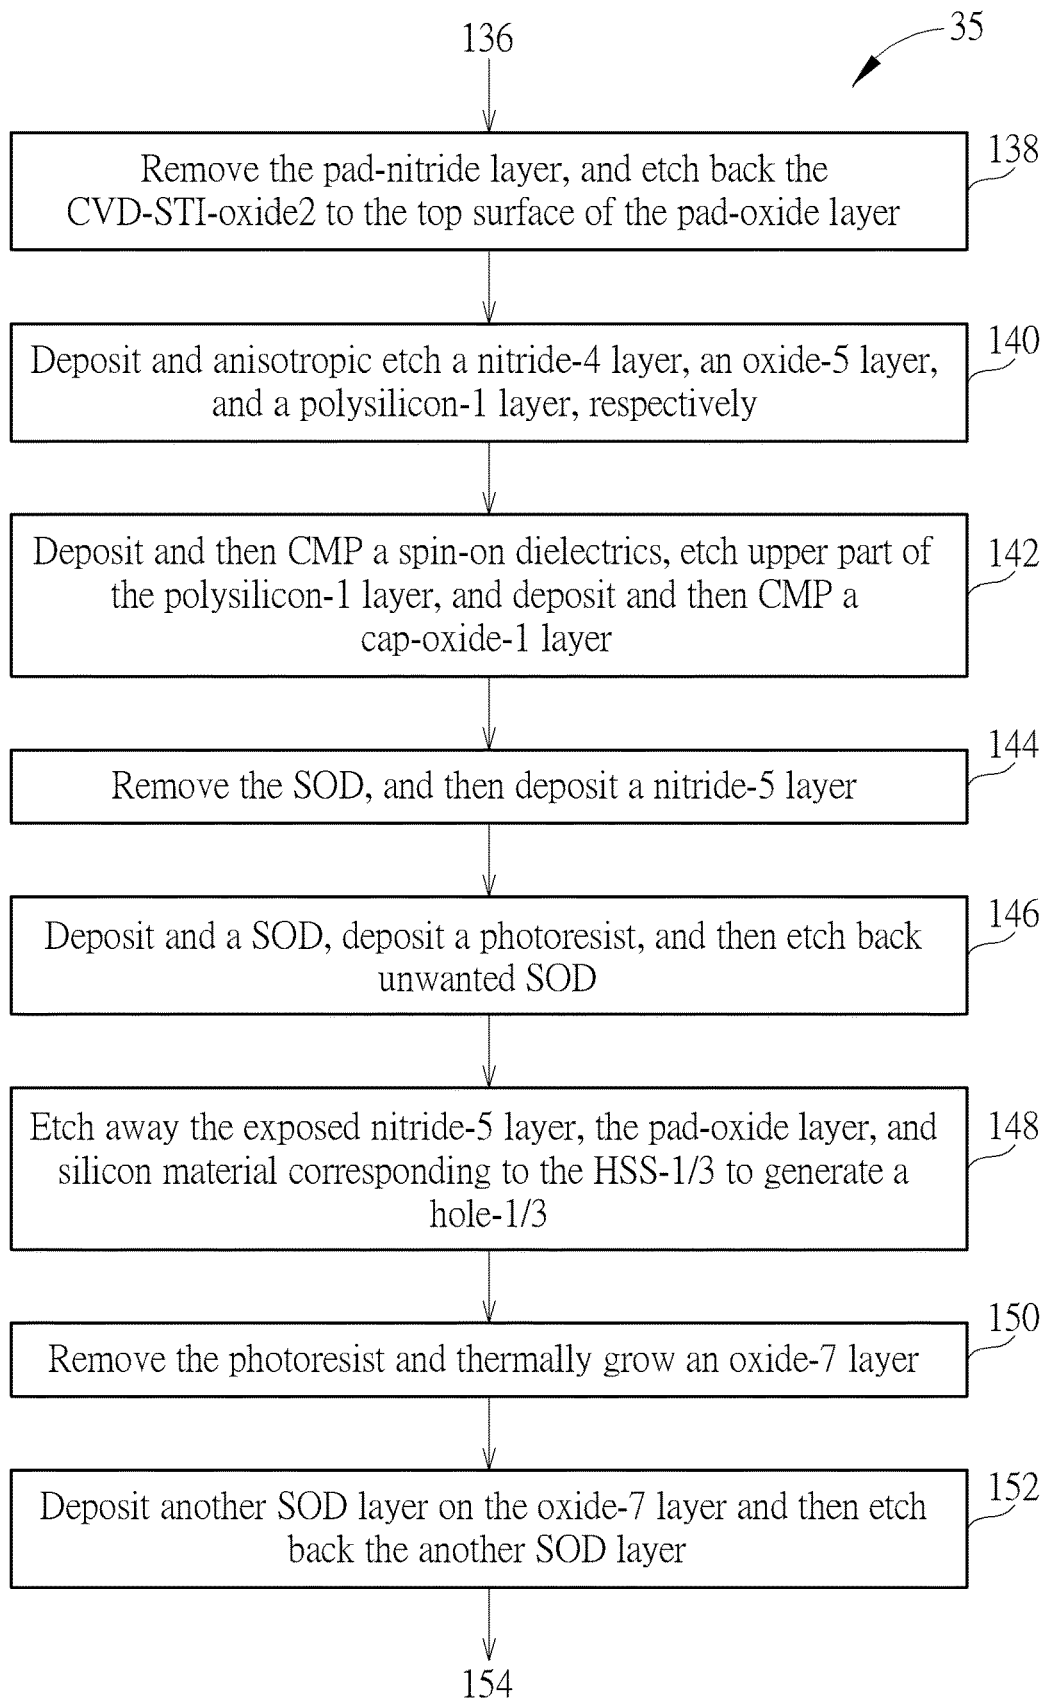 136
35
138
Remove the pad-nitride layer, and etch back the
CVD-STI-oxide2 to the top surface of the pad-oxide layer
140
Deposit and anisotropic etch a nitride-4 layer, an oxide-5 layer,
and a polysilicon-1 layer, respectively
142
Deposit and then CMP a spin-on dielectrics, etch upper part of
the polysilicon-1 layer, and deposit and then CMP a
cap-oxide-1 layer
144
Remove the SOD, and then deposit a nitride-5 layer
146
Deposit and a SOD, deposit a photoresist, and then etch back
unwanted SOD
148
Etch away the exposed nitride-5 layer, the pad-oxide layer, and
silicon material corresponding to the HSS-1/3 to generate a
hole-1/3
150
Remove the photoresist and thermally grow an oxide-7 layer
152
Deposit another SOD layer on the oxide-7 layer and then etch
back the another SOD layer
154